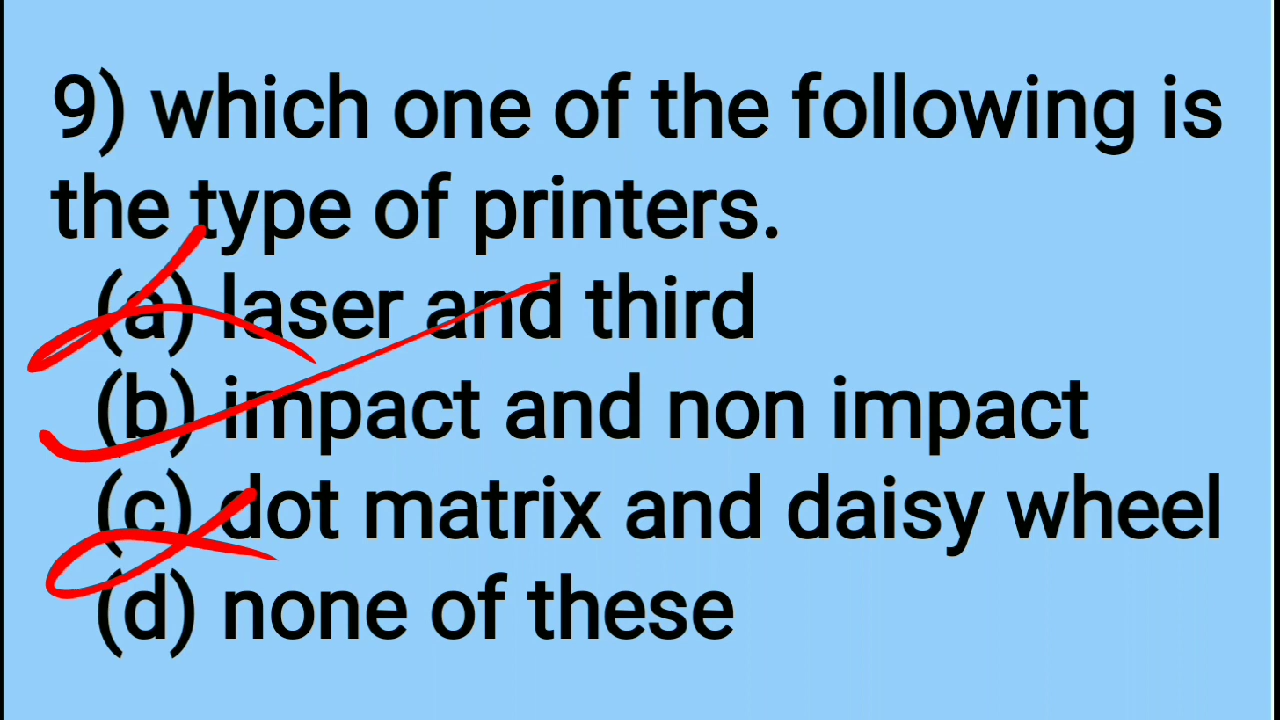 9) which one of the following is
the type of printers.
(a) laser and third
(b) impact and non impact
(c) dot matrix and daisy wheel
(d) none of these